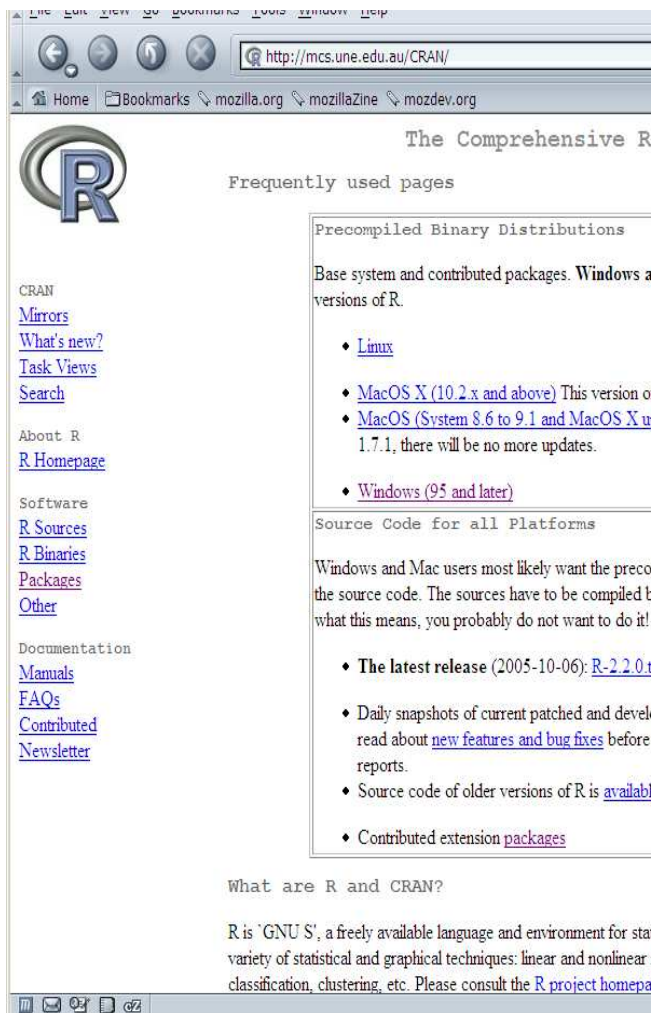 File Edit View Go Bookmarks Tools Window Help
http://mcs.une.edu.au/CRAN/
Home Bookmarks mozilla.org mozillaZine mozdev.org
R
The Comprehensive R
Frequently used pages
CRAN
Mirrors
What's new?
Task Views
Search
About R
R Homepage
Software
R Sources
R Binaries
Packages
Other
Documentation
Manuals
FAQs
Contributed
Newsletter
Precompiled Binary Distributions
Base system and contributed packages. Windows a
versions of R.
Linux
MacOS X (10.2.x and above) This version o
MacOS (System 8.6 to 9.1 and MacOS X u
1.7.1, there will be no more updates.
Windows (95 and later)
Source Code for all Platforms
Windows and Mac users most likely want the preco
the source code. The sources have to be compiled b
what this means, you probably do not want to do it!
The latest release (2005-10-06): R-2.2.0.t
Daily snapshots of current patched and devel
read about new features and bug fixes before
reports.
Source code of older versions of R is availabl
Contributed extension packages
What are R and CRAN?
R is `GNU S', a freely available language and environment for sta
variety of statistical and graphical techniques: linear and nonlinear
classification, clustering, etc. Please consult the R project homepa
cZ